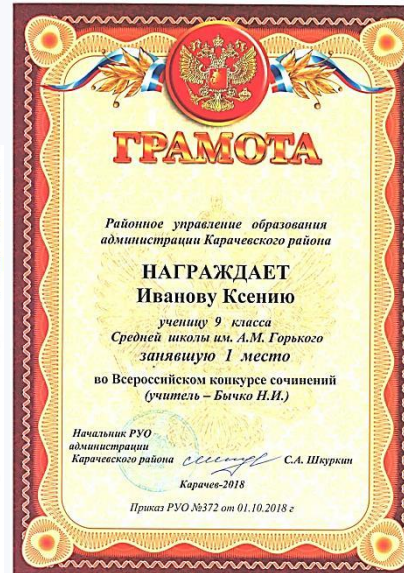 ГРАМОТА
Районное управление образования
администрации Карачевского района
НАГРАЖДАЕТ
Иванову Ксению
ученицу 9 класса
Средней школы им. А.М. Горького
занявшую 1 место
во Всероссийском конкурсе сочинений
(учитель – Бычко Н.И.)
Начальник РУО
администрации
Карачевского района С.А. Шкуркин
Карачев-2018
Приказ РУО №372 от 01.10.2018 г